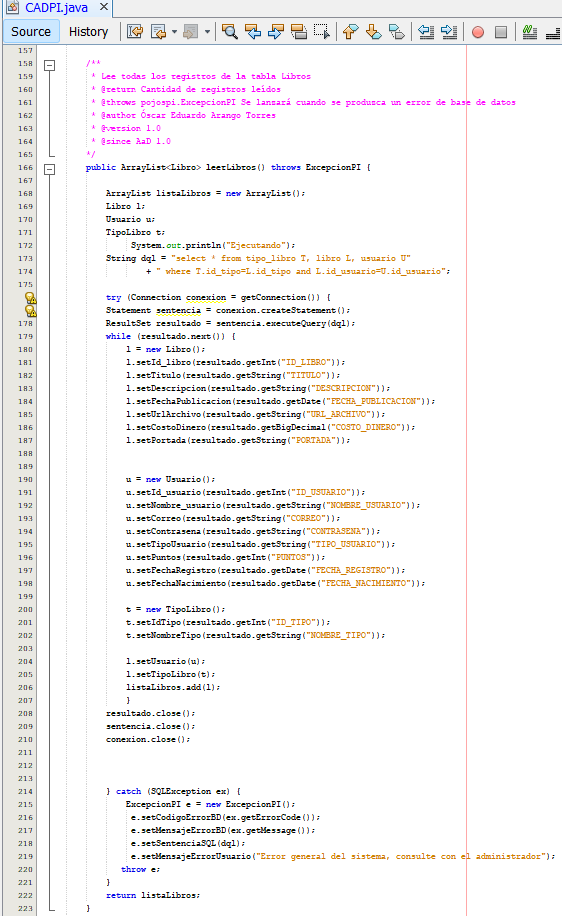 CADPI.java
Source History
157
158 /**
159 * Lee todas los registros de la tabla Libros
160 * @return Cantidad de registros leídos
161 * @throws pojospi.ExcepcionPI Se lanzará cuando se produzca un error de base de datos
162 * @author Óscar Eduardo Arango Torres
163 * @version 1.0
164 * @since AaD 1.0
165 */
166 public ArrayList<Libro> leerLibros() throws ExcepcionPI {
167
168 ArrayList listaLibros = new ArrayList();
169 Libro l;
170 Usuario u;
171 TipoLibro t;
172 System.out.println("Ejecutando");
173 String dql = "select * from tipo_libro T, libro L, usuario U"
174 + " where T.id_tipo=L.id_tipo and L.id_usuario=U.id_usuario";
175
try (Connection conexion = getConnection()) {
Statement sentencia = conexion.createStatement();
178 ResultSet resultado = sentencia.executeQuery(dql);
179 while (resultado.next()) {
180 l = new Libro();
181 l.setId_libro(resultado.getInt("ID_LIBRO"));
182 l.setTitulo(resultado.getString("TITULO"));
183 l.setDescripcion(resultado.getString("DESCRIPCION"));
184 l.setFechaPublicacion(resultado.getDate("FECHA_PUBLICACION"));
185 l.setUrlArchivo(resultado.getString("URL_ARCHIVO"));
186 l.setCostoDinero(resultado.getBigDecimal("COSTO_DINERO"));
187 l.setPortada(resultado.getString("PORTADA"));
188
189
190 u = new Usuario();
191 u.setId_usuario(resultado.getInt("ID_USUARIO"));
192 u.setNombre_usuario(resultado.getString("NOMBRE_USUARIO"));
193 u.setCorreo(resultado.getString("CORREO"));
194 u.setContrasena(resultado.getString("CONTRASENA"));
195 u.setTipoUsuario(resultado.getString("TIPO_USUARIO"));
196 u.setPuntos(resultado.getInt("PUNTOS"));
197 u.setFechaRegistro(resultado.getDate("FECHA_REGISTRO"));
198 u.setFechaNacimiento(resultado.getDate("FECHA_NACIMIENTO"));
199
200 t = new TipoLibro();
201 t.setIdTipo(resultado.getInt("ID_TIPO"));
202 t.setNombreTipo(resultado.getString("NOMBRE_TIPO"));
203
204 l.setUsuario(u);
205 l.setTipoLibro(t);
206 listaLibros.add(l);
207 }
208 resultado.close();
209 sentencia.close();
210 conexion.close();
211
212
213
214 } catch (SQLException ex) {
215 ExcepcionPI e = new ExcepcionPI();
216 e.setCodigoErrorBD(ex.getErrorCode());
217 e.setMensajeErrorBD(ex.getMessage());
218 e.setSentenciaSQL(dql);
219 e.setMensajeErrorUsuario("Error general del sistema, consulte con el administrador");
220 throw e;
221 }
222 return listaLibros;
223 }